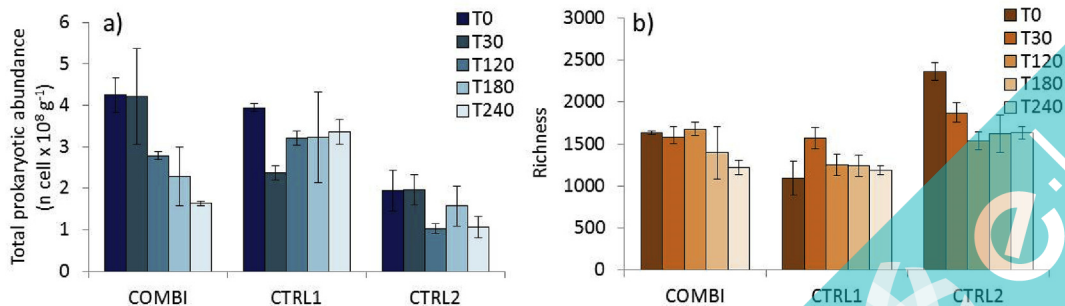 a)
Total prokaryotic abundance
(n cell x 10⁸ g⁻¹)
6
5
4
3
2
1
0
T0
T30
T120
T180
T240
COMBI
CTRL1
CTRL2
b)
Richness
3000
2500
2000
1500
1000
500
0
T0
T30
T120
T180
T240
COMBI
CTRL1
CTRL2